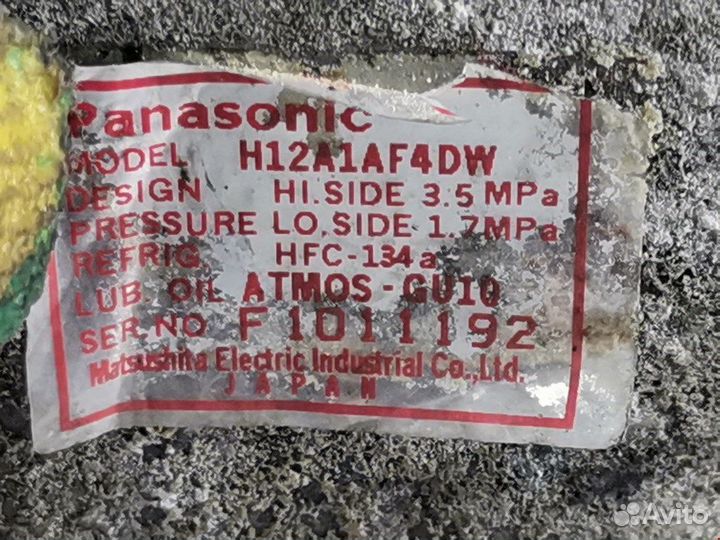 Panasonic
MODEL H12A1AF4DW
DESIGN HI.SIDE 3.5 MPa
PRESSURE LO.SIDE 1.7MPa
REFRIG HFC-134a
LUB. OIL ATMOS-GU10
SER.NO F1011192
Matsushita Electric Industrial Co.,Ltd.
JAPAN
Avito